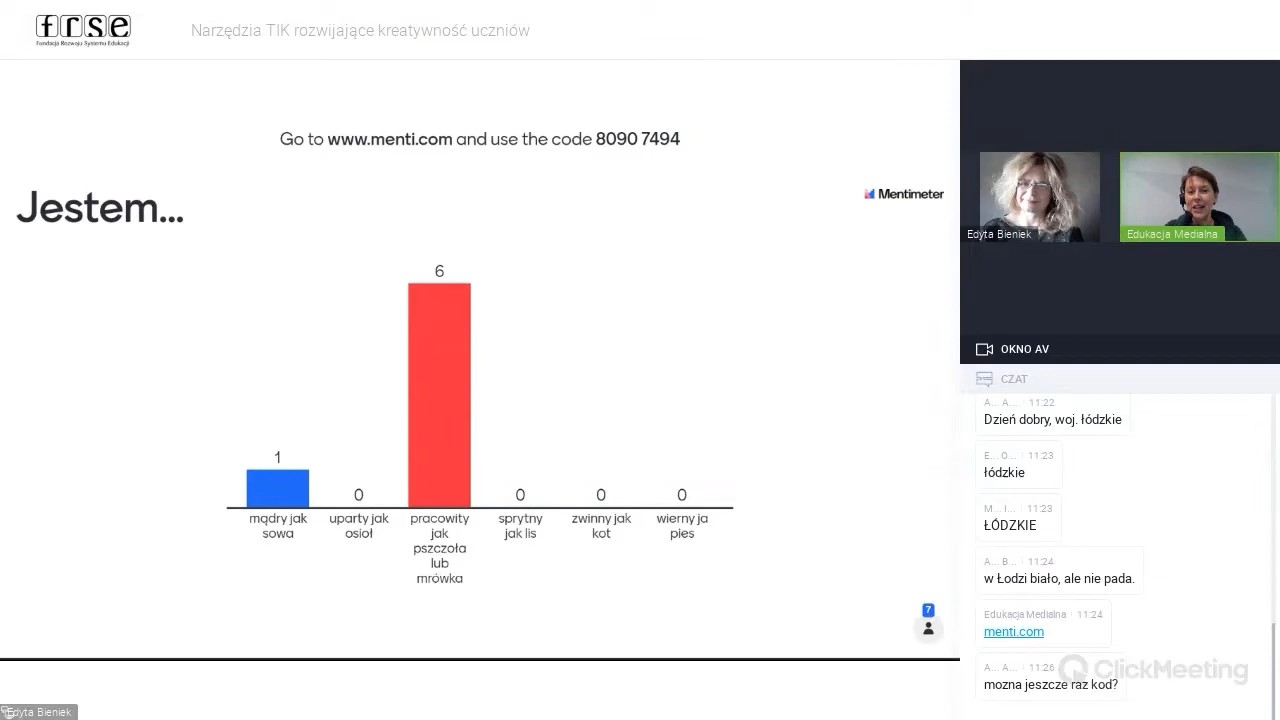 frse
Fundacja Rozwoju Systemu Edukacji
Narzędzia TIK rozwijające kreatywność uczniów
Go to www.menti.com and use the code 8090 7494
Jestem...
Mentimeter
6
1
0
0
0
0
mądry jak
sowa
uparty jak
osioł
pracowity
jak
pszczoła
lub
mrówka
sprytny
jak lis
zwinny jak
kot
wierny ja
pies
7
Edyta Bieniek
Edyta Bieniek
Edukacja Medialna
OKNO AV
CZAT
A... A... 11:22
Dzień dobry, woj. łódzkie
E... O... 11:23
łódzkie
M... I... 11:23
ŁÓDZKIE
A... B... 11:24
w Łodzi biało, ale nie pada.
Edukacja Medialna 11:24
menti.com
A... A... 11:26
mozna jeszcze raz kod?
ClickMeeting